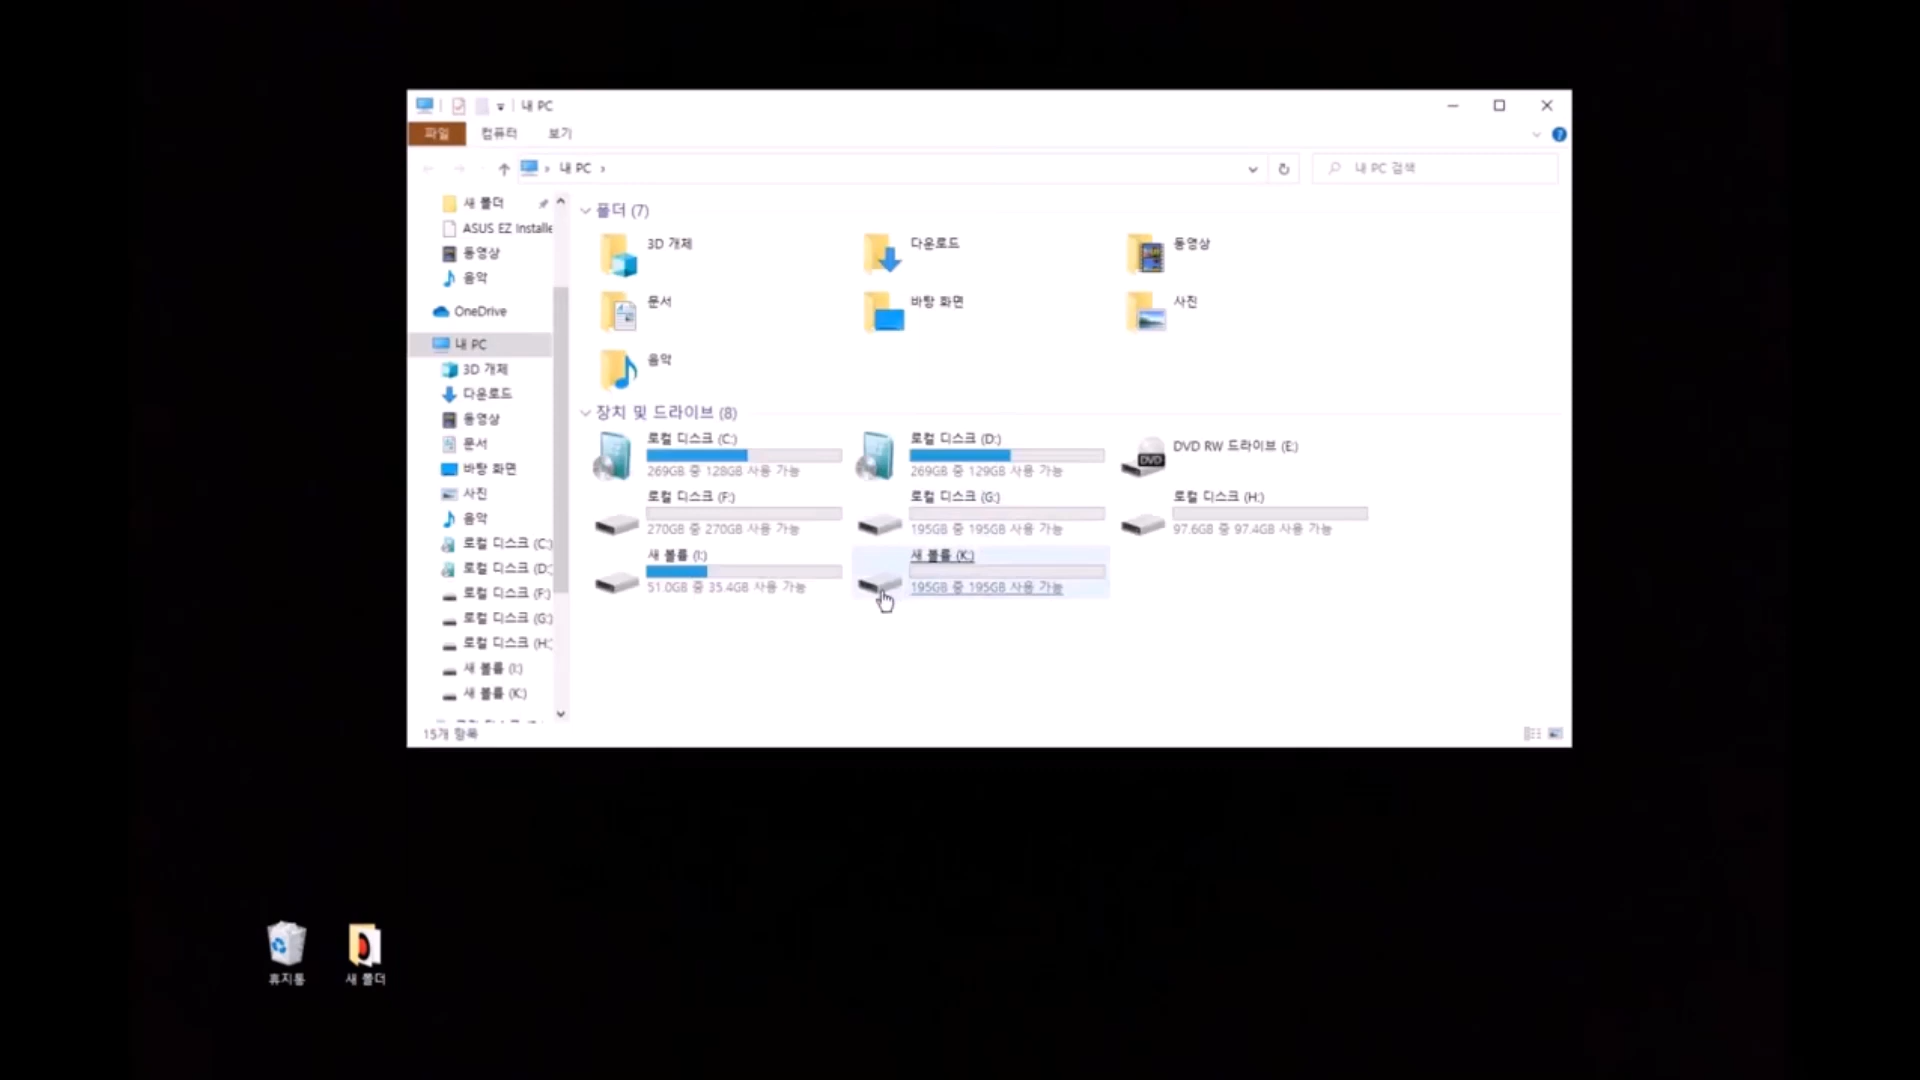 내 PC
파일 컴퓨터 보기
내 PC
내 PC 검색
새 폴더
ASUS EZ Installe
동영상
음악
OneDrive
내 PC
3D 개체
다운로드
동영상
문서
바탕 화면
사진
음악
로컬 디스크 (C:)
로컬 디스크 (D:
로컬 디스크 (F:)
로컬 디스크 (G:)
로컬 디스크 (H:
새 볼륨 (I:)
새 볼륨 (K:)
15개 항목
폴더 (7)
3D 개체
다운로드
동영상
문서
바탕 화면
사진
음악
장치 및 드라이브 (8)
로컬 디스크 (C:)
269GB 중 128GB 사용 가능
로컬 디스크 (D:)
269GB 중 129GB 사용 가능
DVD RW 드라이브 (E:)
DVD
로컬 디스크 (F:)
270GB 중 270GB 사용 가능
로컬 디스크 (G:)
195GB 중 195GB 사용 가능
로컬 디스크 (H:)
97.6GB 중 97.4GB 사용 가능
새 볼륨 (I:)
51.0GB 중 35.4GB 사용 가능
새 볼륨 (K:)
195GB 중 195GB 사용 가능
휴지통
새 폴더